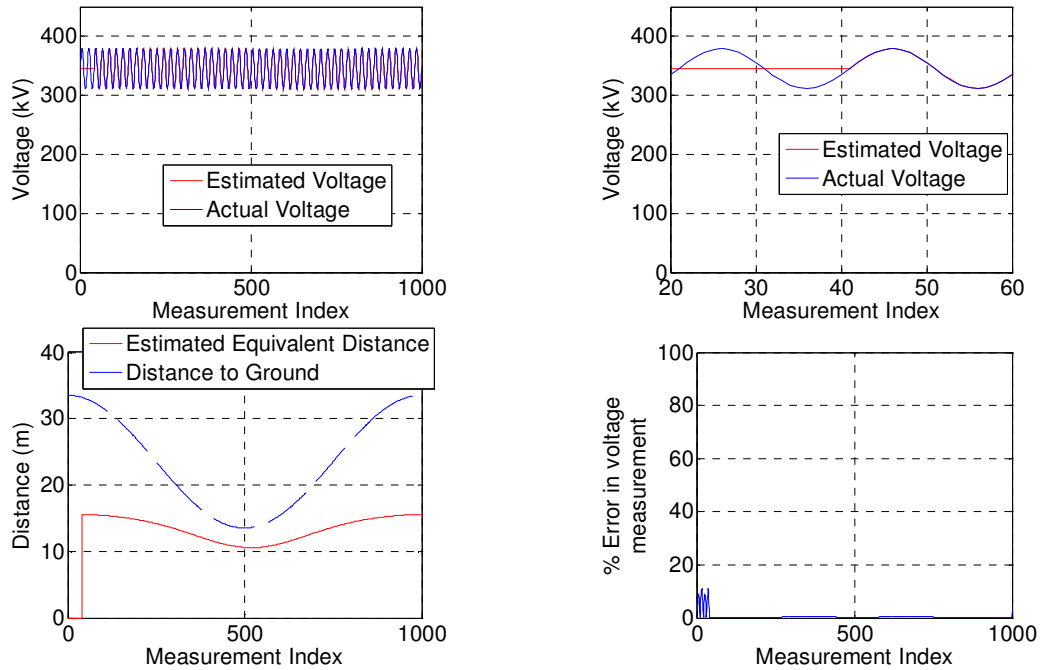 400
300
200
100
0
Voltage (kV)
Estimated Voltage
Actual Voltage
0 500 1000
Measurement Index
400
300
200
100
0
Voltage (kV)
Estimated Voltage
Actual Voltage
20 30 40 50 60
Measurement Index
Estimated Equivalent Distance
Distance to Ground
40
30
20
10
0
Distance (m)
0 500 1000
Measurement Index
100
80
60
40
20
0
% Error in voltage
measurement
0 500 1000
Measurement Index